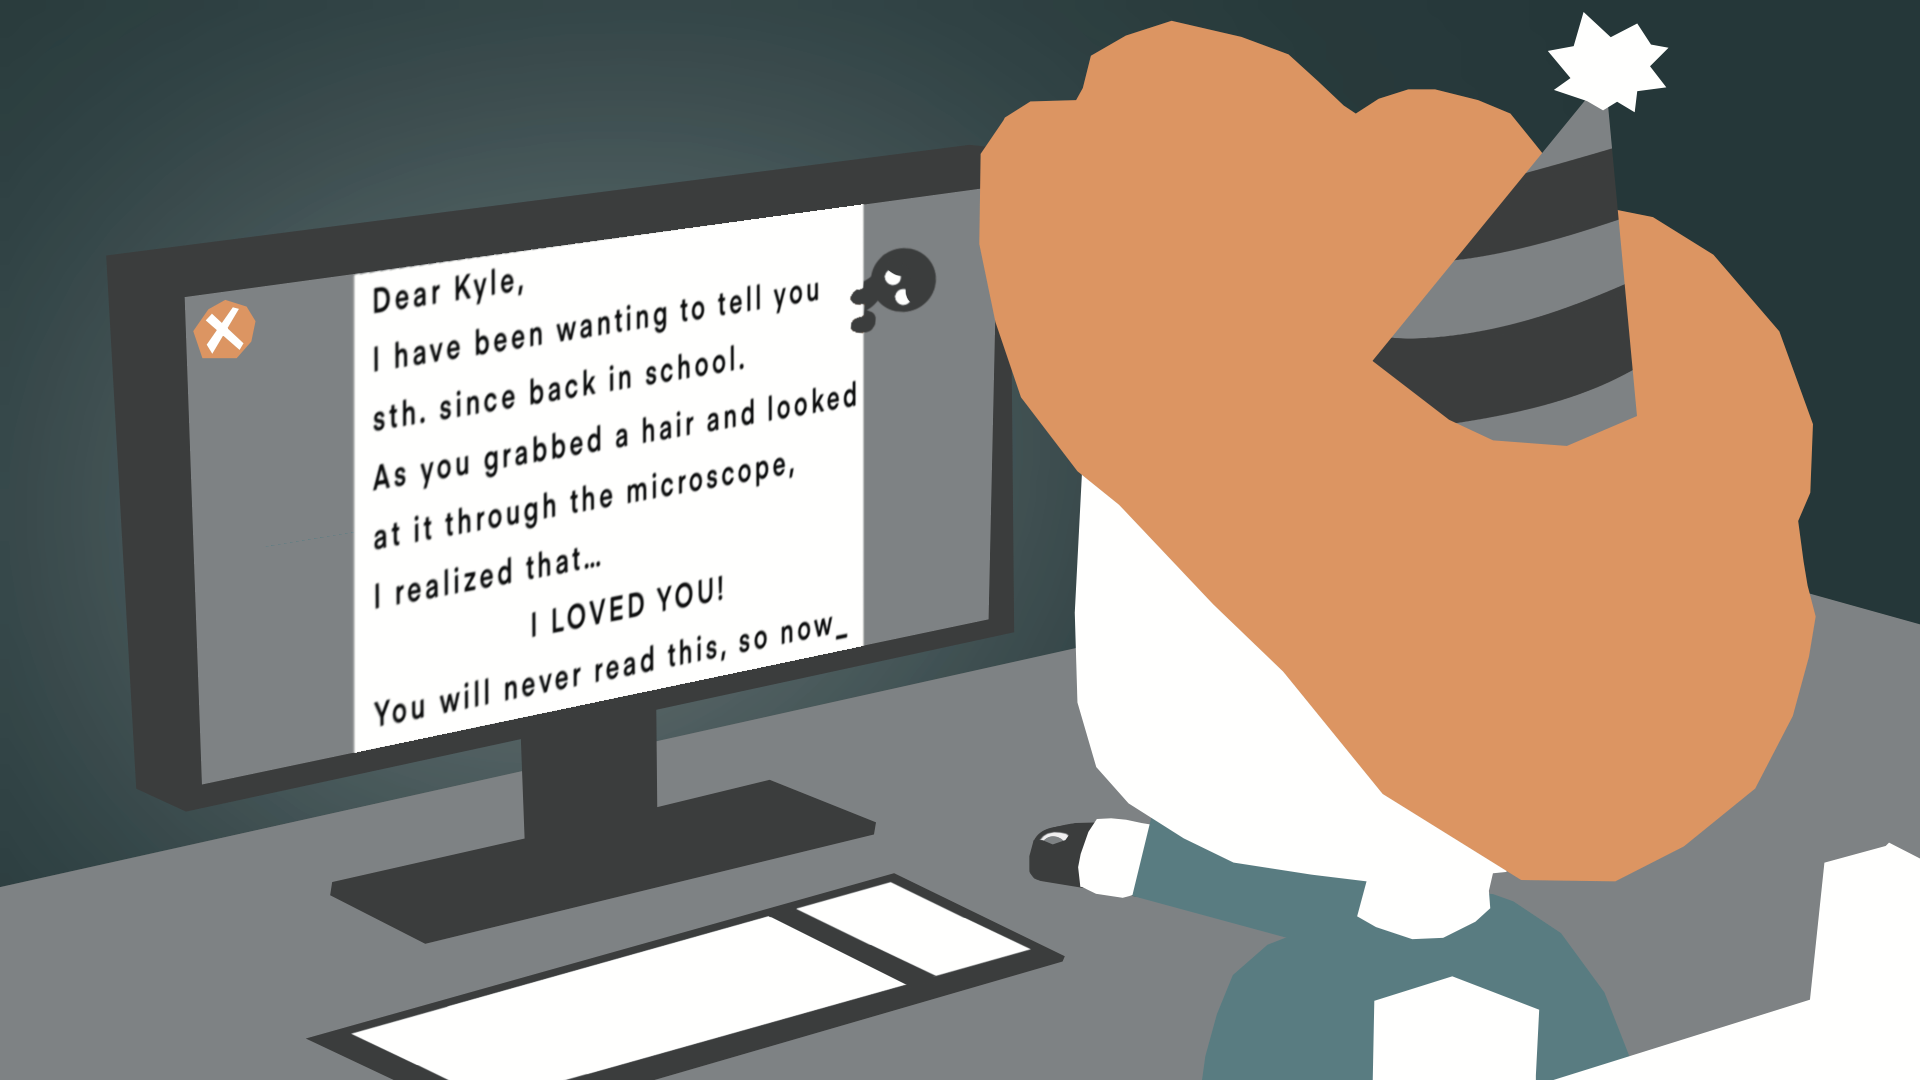 Dear Kyle,
I have been wanting to tell you
sth. since back in school.
As you grabbed a hair and looked
at it through the microscope,
I realized that…
I LOVED YOU!
You will never read this, so now_